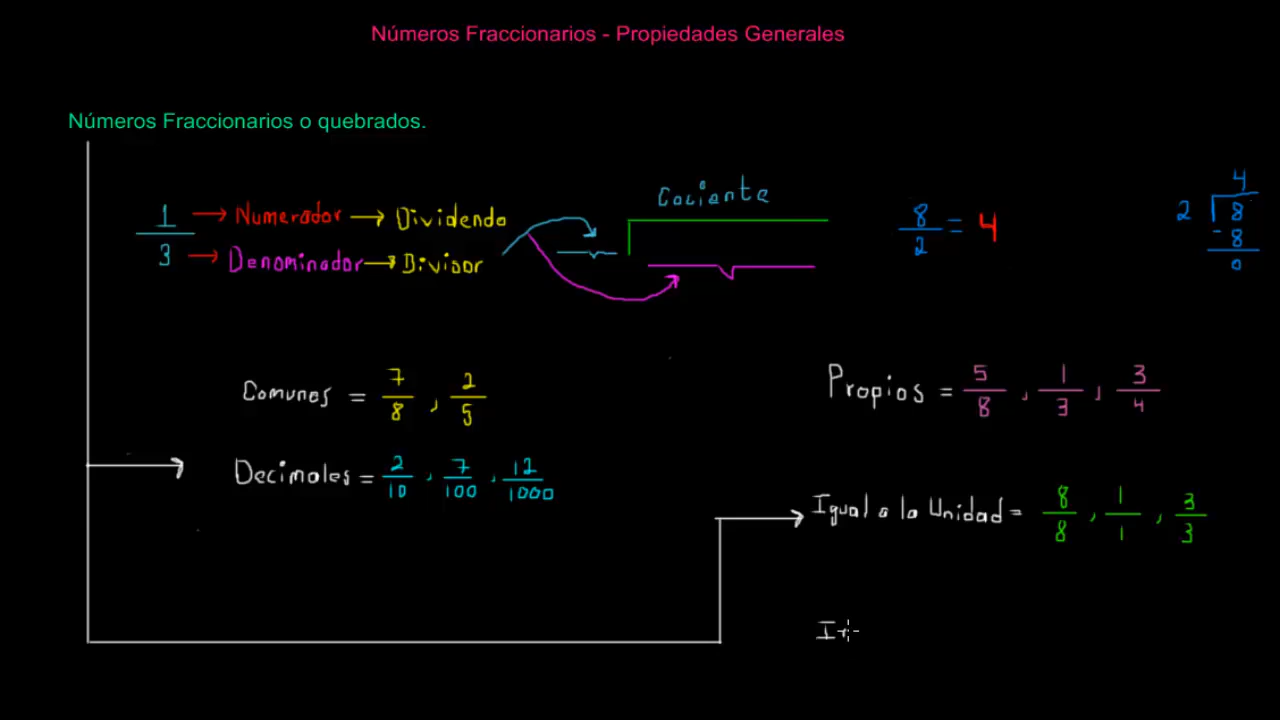 Números Fraccionarios - Propiedades Generales
Números Fraccionarios o quebrados.
1/3 → Numerador → Dividendo
→ Denominador → Divisor
Cociente
8/2 = 4
4
2 8
- 8
0
Comunes = 7/8 , 2/5
Decimales = 2/10 , 7/100 , 12/1000
Propios = 5/8 , 1/3 , 3/4
Igual a la Unidad = 8/8 , 1/1 , 3/3